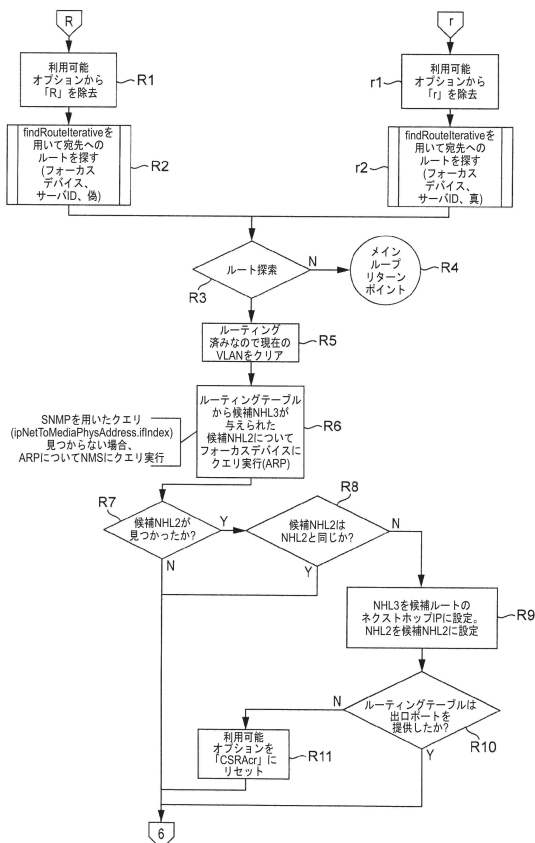 R
利用可能
オプションから
「R」を除去
R1
findRouteIterativeを
用いて宛先への
ルートを探す
(フォーカス
デバイス、
サーバID、偽)
R2
r
利用可能
オプションから
「r」を除去
r1
findRouteIterativeを
用いて宛先への
ルートを探す
(フォーカス
デバイス、
サーバID、真)
r2
ルート探索
R3
N
メイン
ループ
リターン
ポイント
R4
ルーティング
済みなので現在の
VLANをクリア
R5
SNMPを用いたクエリ
(ipNetToMediaPhysAddress.ifIndex)
見つからない場合、
ARPについてNMSにクエリ実行
ルーティングテーブル
から候補NHL3が
与えられた
候補NHL2について
フォーカスデバイスに
クエリ実行(ARP)
R6
R7
候補NHL2が
見つかったか?
Y
N
R8
候補NHL2は
NHL2と同じか?
N
Y
NHL3を候補ルートの
ネクストホップIPに設定。
NHL2を候補NHL2に設定
R9
ルーティングテーブルは
出口ポートを
提供したか?
R10
N
Y
利用可能
オプションを
「CSRAcr」に
リセット
R11
6